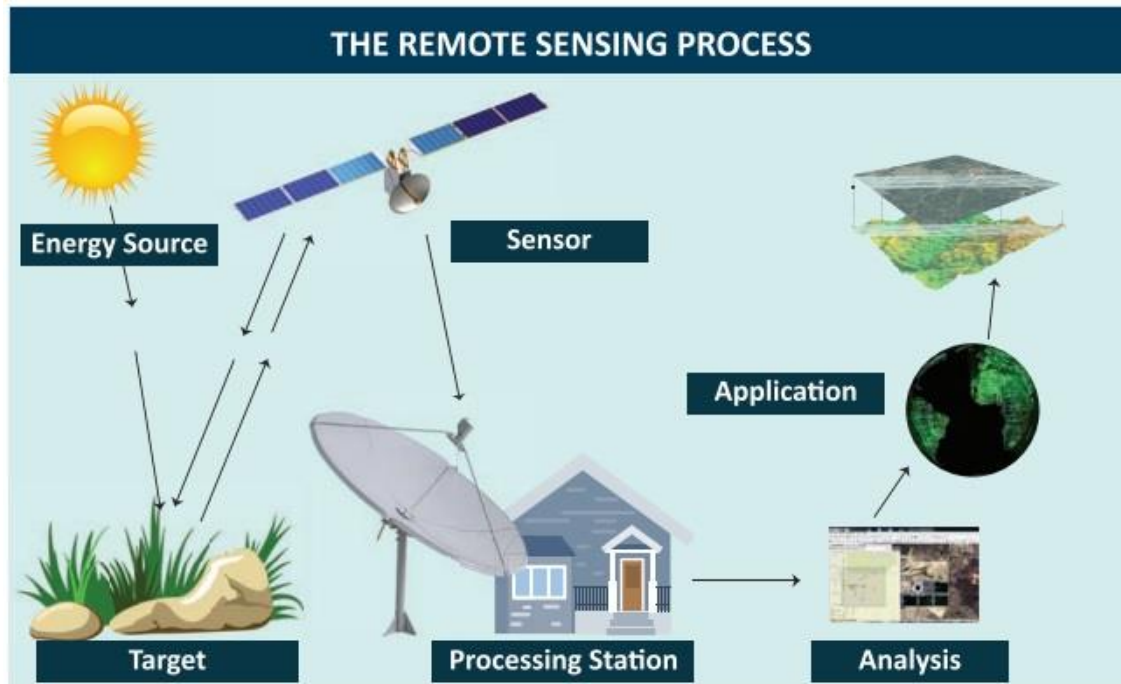 THE REMOTE SENSING PROCESS
Energy Source
Sensor
Application
Target
Processing Station
Analysis